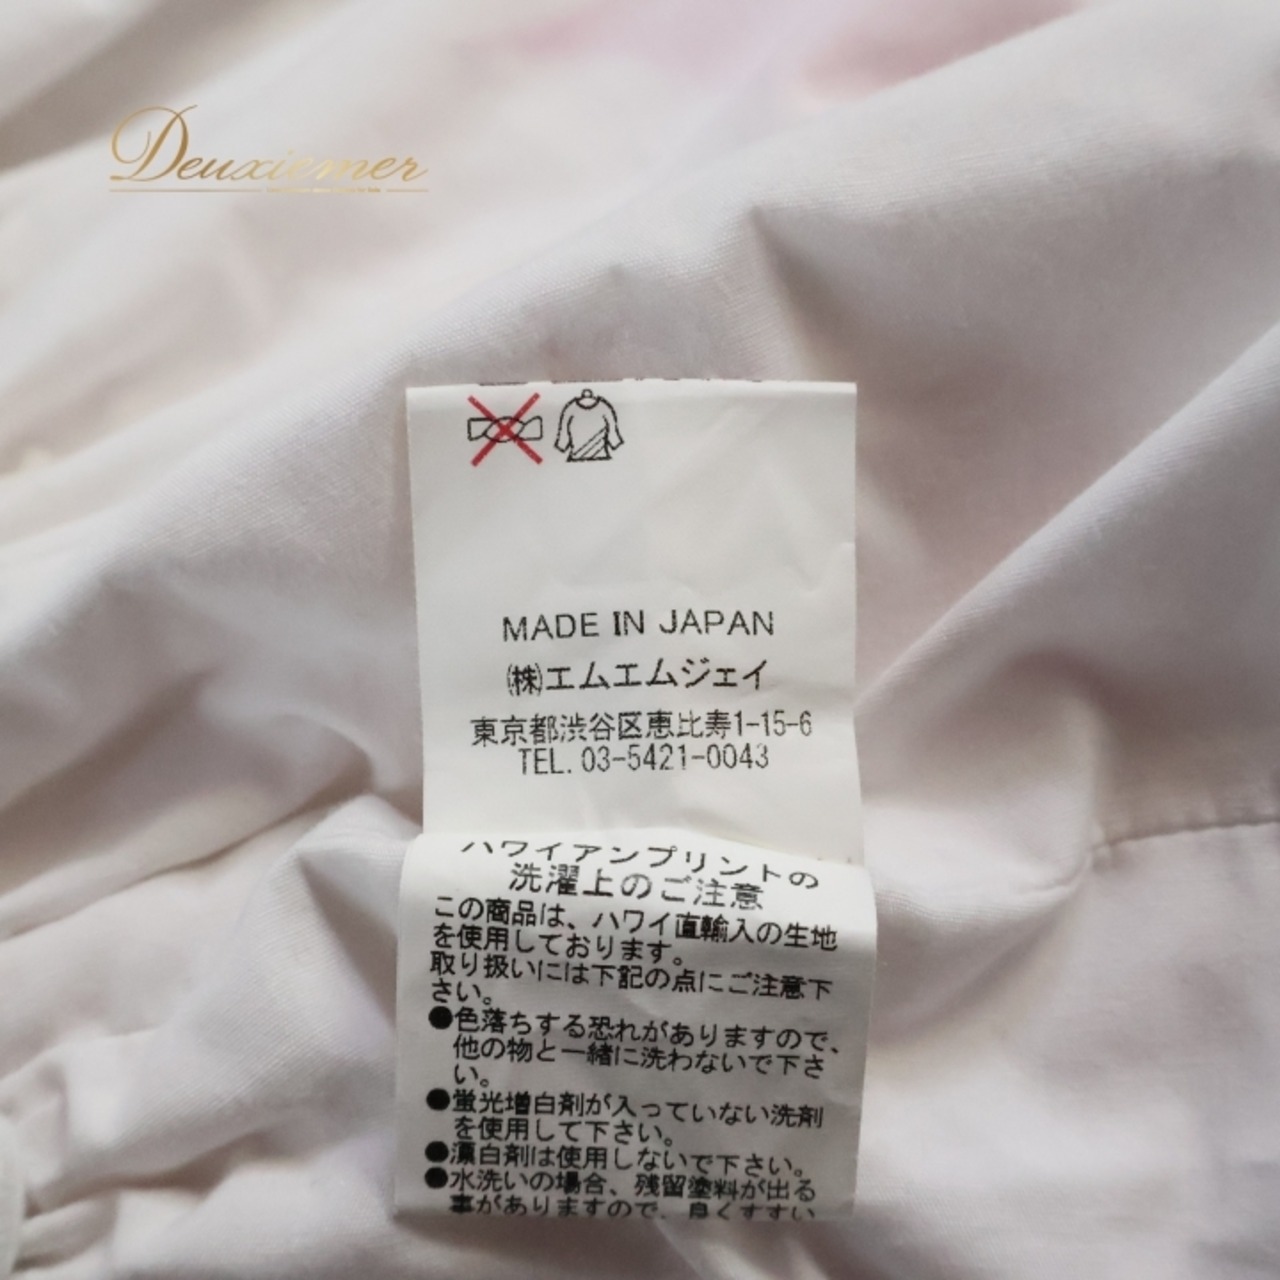 Deuxiemer
MADE IN JAPAN
㈱エムエムジェイ
東京都渋谷区恵比寿1-15-6
TEL. 03-5421-0043
ハワイアンプリントの
洗濯上のご注意
この商品は、ハワイ直輸入の生地
を使用しております。
取り扱いには下記の点にご注意下
さい。
●色落ちする恐れがありますので、
他の物と一緒に洗わないで下さ
い。
●蛍光増白剤が入っていない洗剤
を使用して下さい。
●漂白剤は使用しないで下さい。
●水洗いの場合、残留塗料が出る
事がありますので、良くすすい